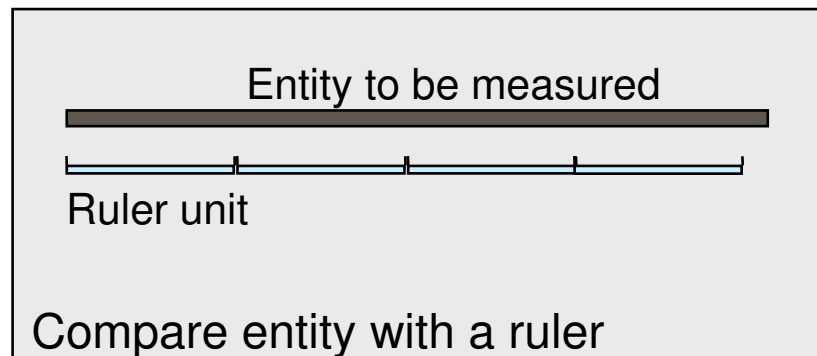 Entity to be measured
Ruler unit
Compare entity with a ruler